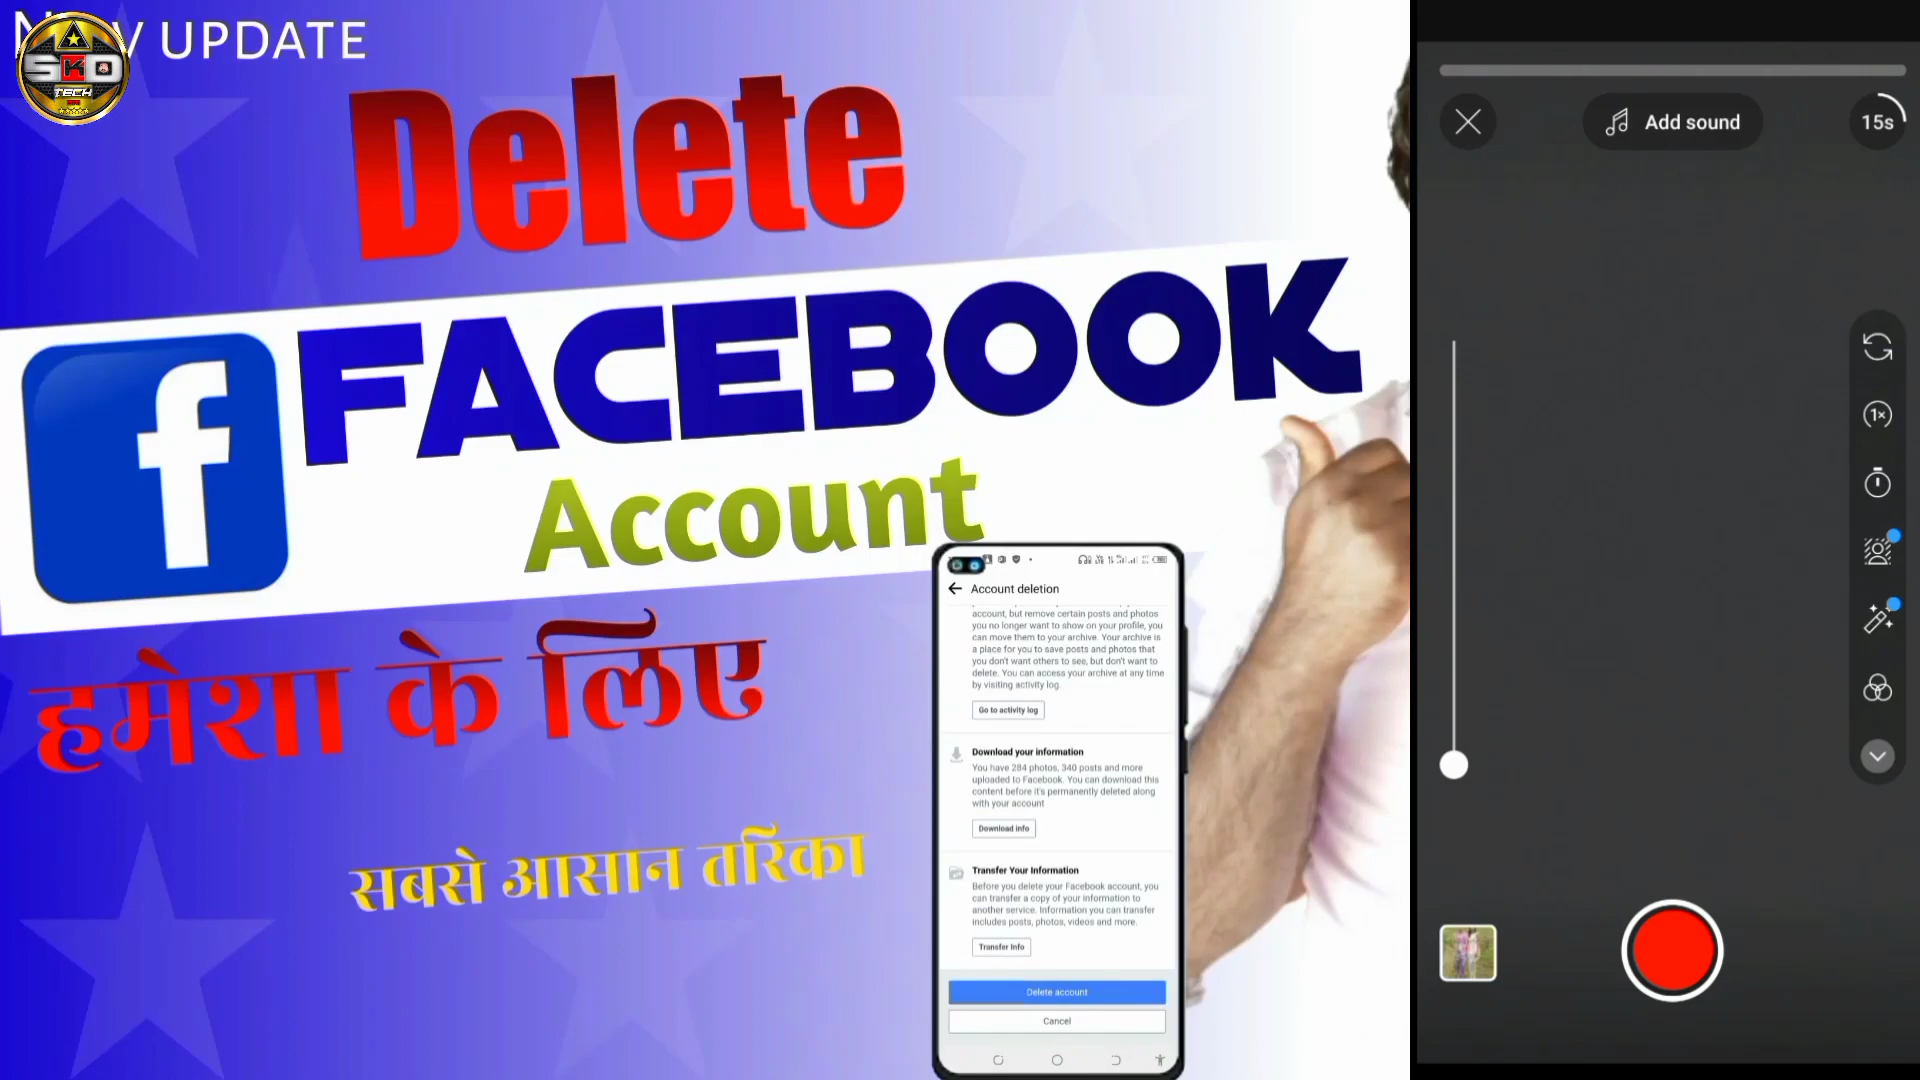 UPDATE
SKD
TECH
Delete
f FACEBOOK
Account
हमेशा के लिए
सबसे आसान तरिका
Account deletion
account, but remove certain posts and photos
you no longer want to show on your profile, you
can move them to your archive. Your archive is
a place for you to save posts and photos that
you don't want others to see, but don't want to
delete. You can access your archive at any time
by visiting activity log.
Go to activity log
Download your information
You have 284 photos, 340 posts and more
uploaded to Facebook. You can download this
content before it's permanently deleted along
with your account
Download info
Transfer Your Information
Before you delete your Facebook account, you
can transfer a copy of your information to
another service. Information you can transfer
includes posts, photos, videos and more.
Transfer Info
Delete account
Cancel
Add sound
15s
1×